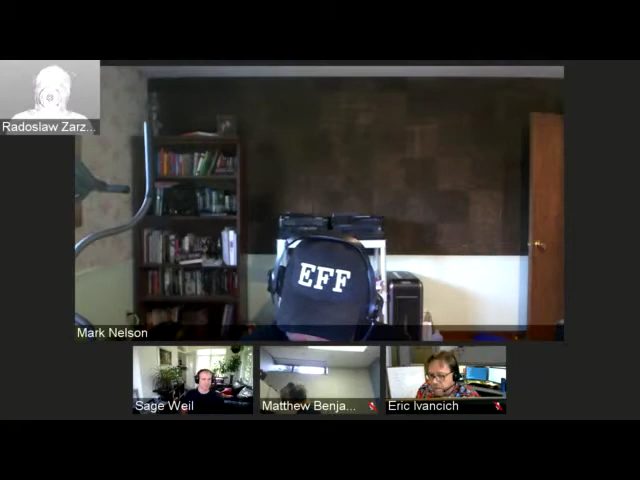 Radoslaw Zarz...
EFF
Mark Nelson
Sage Weil
Matthew Benja...
Eric Ivancich